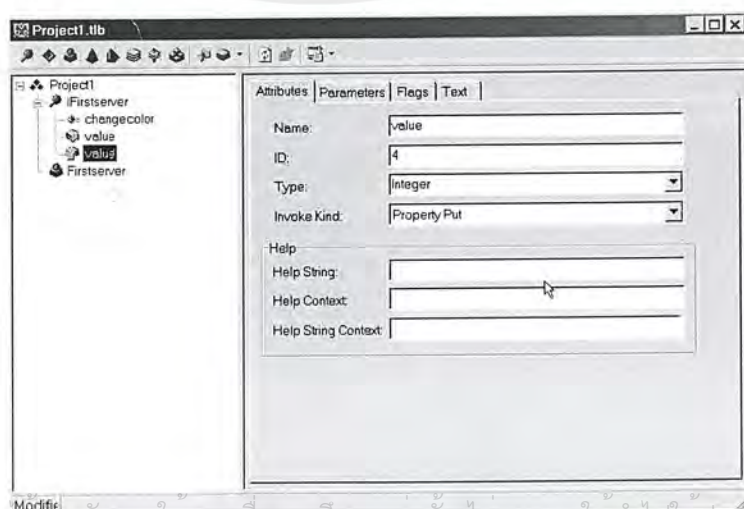 Project1.tlb
Project1
IFirstserver
changecolor
value
value
Firstserver
Attributes Parameters Flags Text
Name: value
ID: 4
Type: Integer
Invoke Kind: Property Put
Help
Help String:
Help Context:
Help String Context: